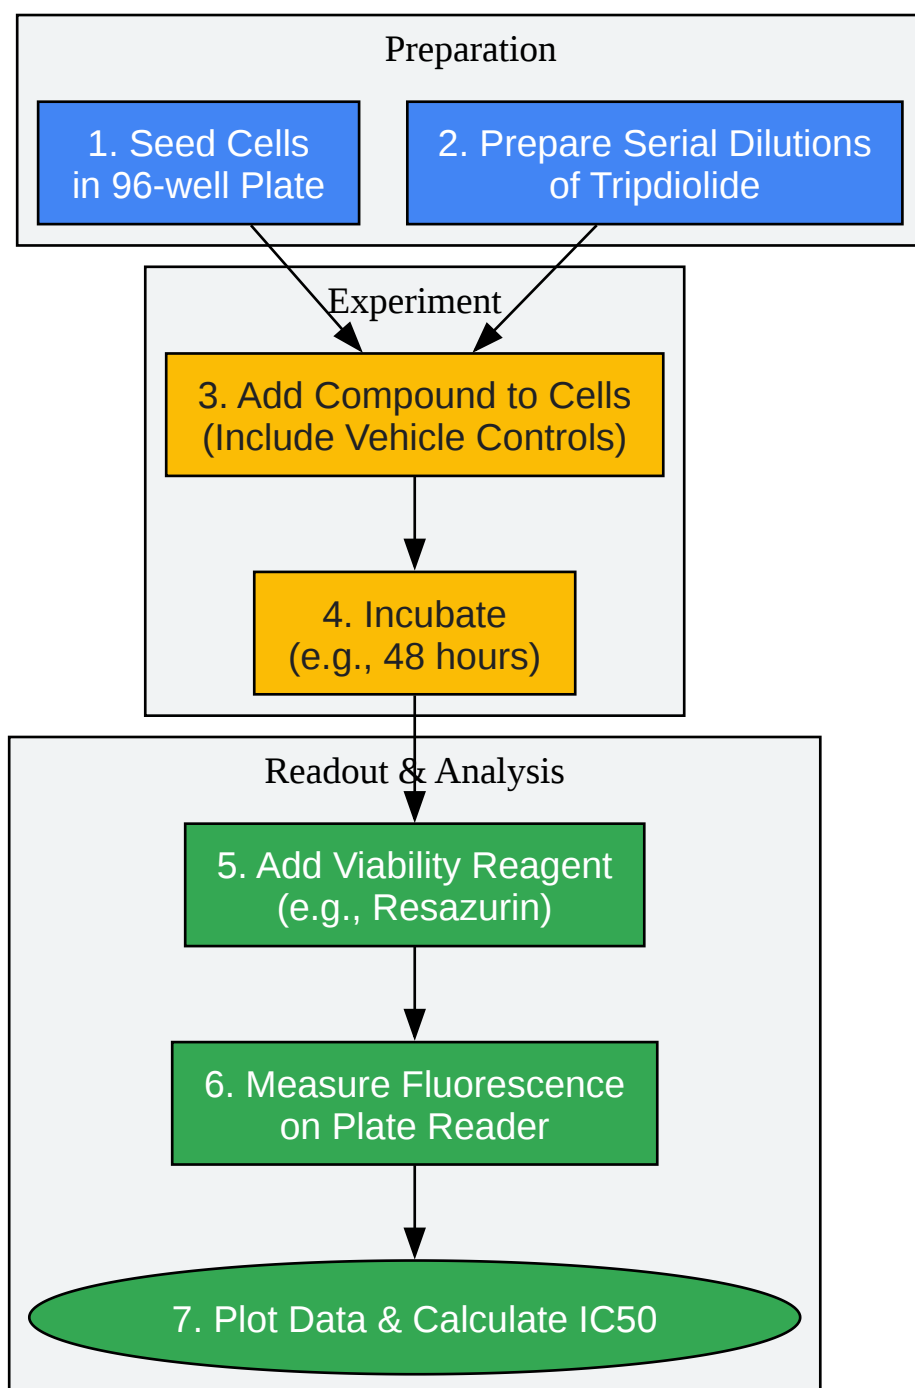 Preparation
1. Seed Cells
in 96-well Plate
2. Prepare Serial Dilutions
of Tripdiolide
Experiment
3. Add Compound to Cells
(Include Vehicle Controls)
4. Incubate
(e.g., 48 hours)
Readout & Analysis
5. Add Viability Reagent
(e.g., Resazurin)
6. Measure Fluorescence
on Plate Reader
7. Plot Data & Calculate IC50